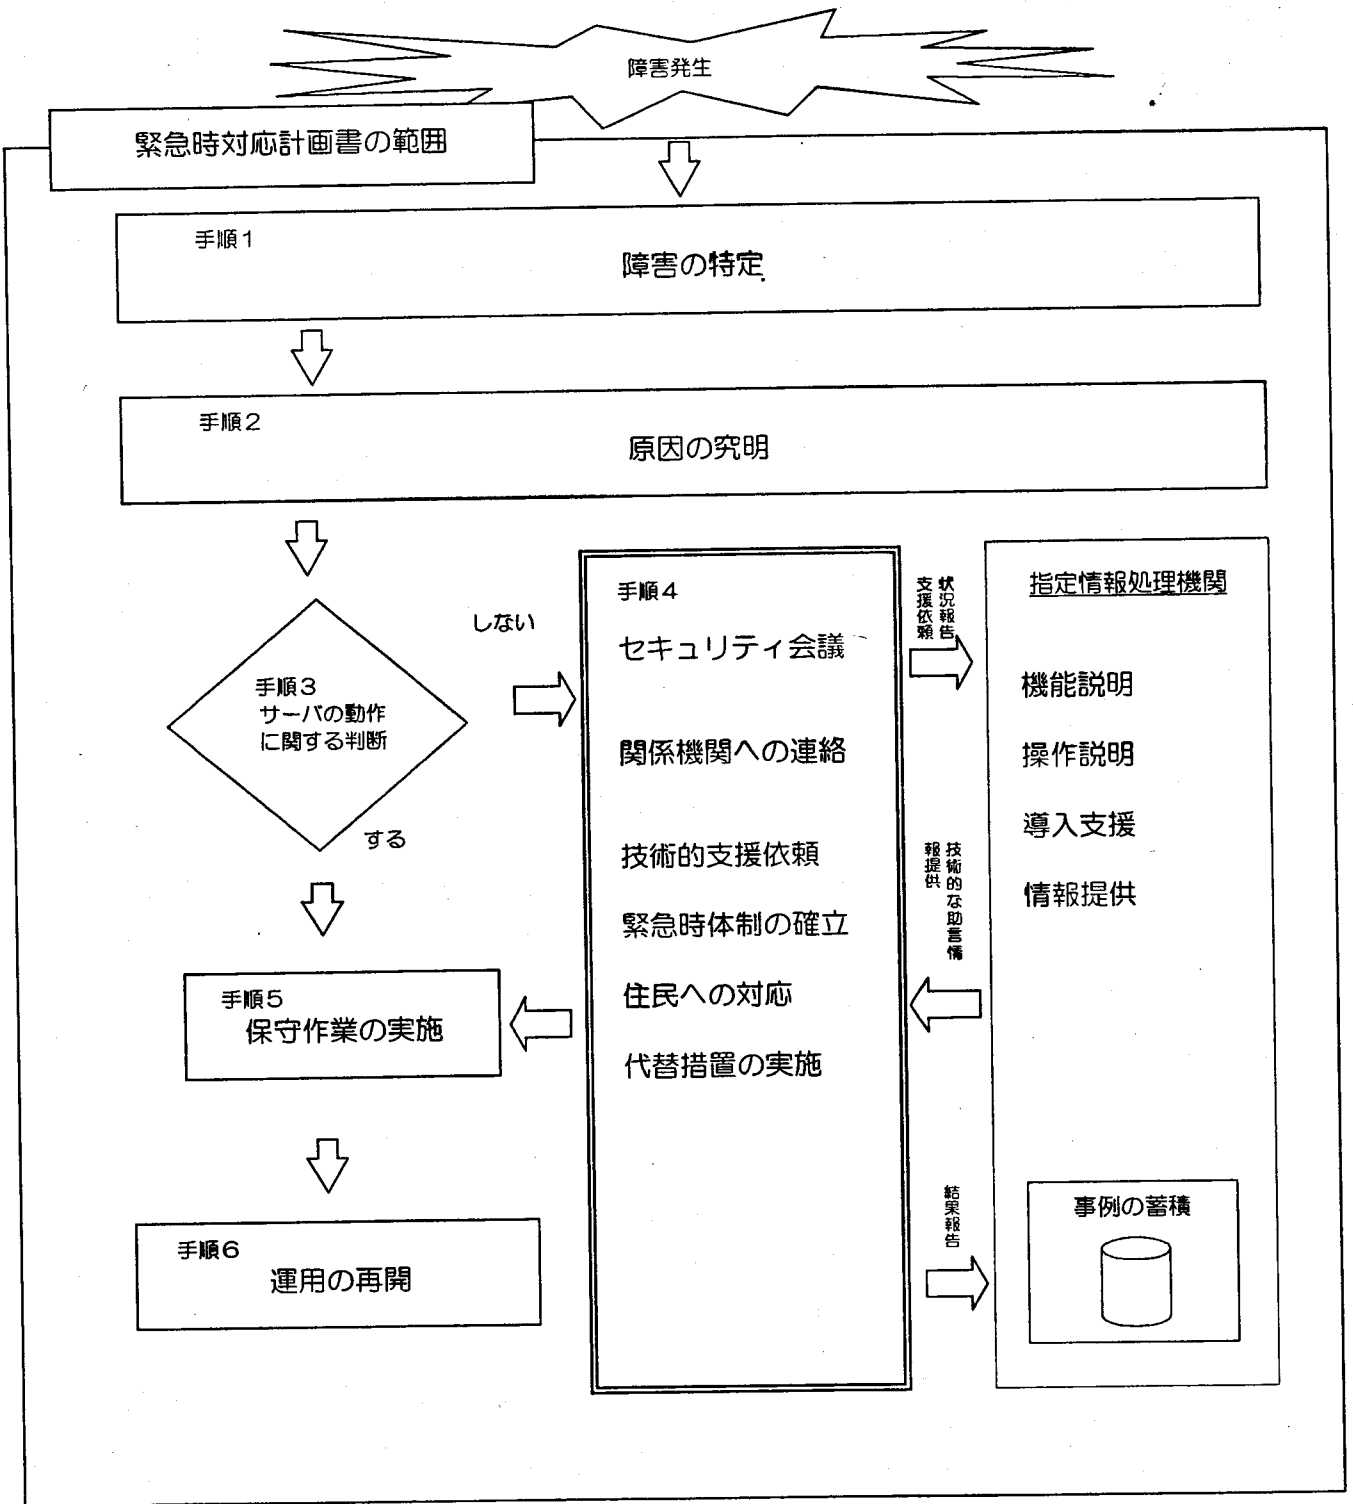 障害発生
緊急時対応計画書の範囲
手順1
障害の特定
手順2
原因の究明
手順3
サーバの動作
に関する判断
しない
する
手順4
セキュリティ会議
関係機関への連絡
技術的支援依頼
緊急時体制の確立
住民への対応
代替措置の実施
状況報告
支援依頼
技術的な助言情
報提供
結果報告
指定情報処理機関
機能説明
操作説明
導入支援
情報提供
事例の蓄積
手順5
保守作業の実施
手順6
運用の再開